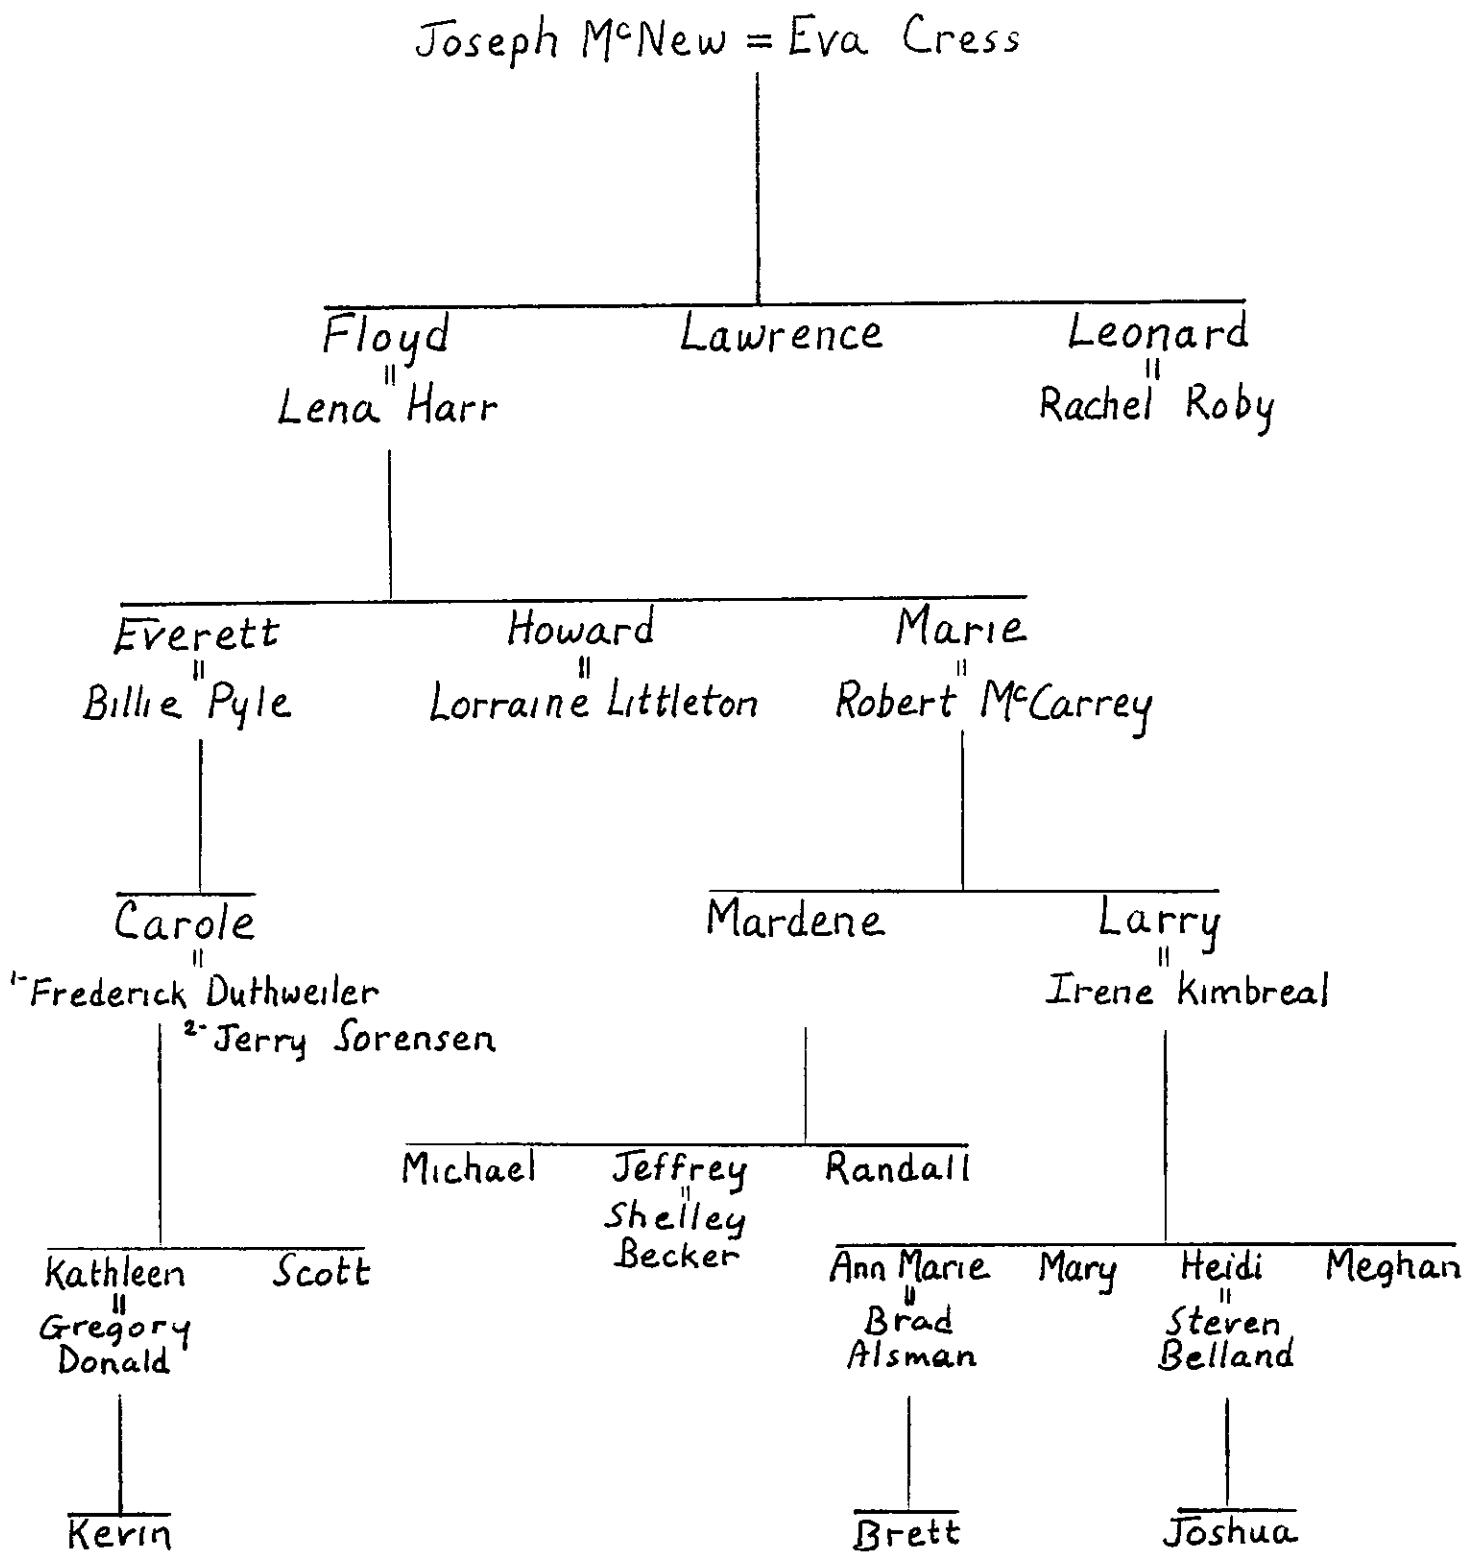 Joseph McNew = Eva Cress
Floyd Lawrence Leonard
= =
Lena Harr Rachel Roby
Everett Howard Marie
= = =
Billie Pyle Lorraine Littleton Robert McCarrey
Carole Mardene Larry
= =
1- Frederick Duthweiler Irene Kimbreal
2- Jerry Sorensen
Michael Jeffrey Randall
=
Shelley
Becker
Kathleen Scott Ann Marie Mary Heidi Meghan
= = =
Gregory Brad Steven
Donald Alsman Belland
Kevin Brett Joshua